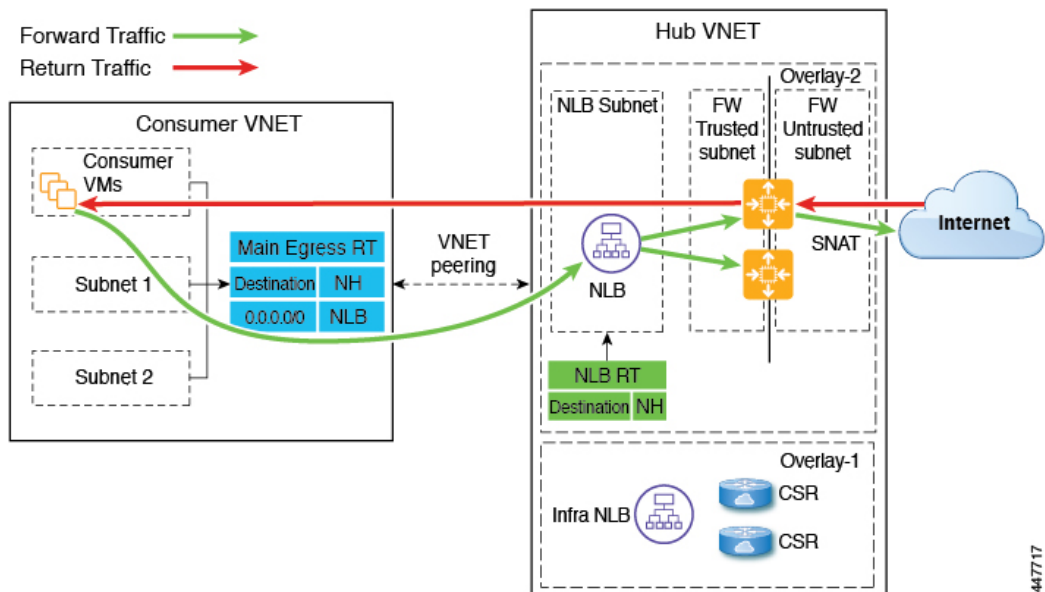 Forward Traffic
Return Traffic
Consumer VNET
Consumer
VMs
Subnet 1
Subnet 2
Main Egress RT
Destination NH
0.0.0.0/0 NLB
VNET
peering
Hub VNET
Overlay-2
NLB Subnet
FW
Trusted
subnet
FW
Untrusted
subnet
NLB
SNAT
Internet
NLB RT
Destination NH
Overlay-1
Infra NLB
CSR
CSR
447717